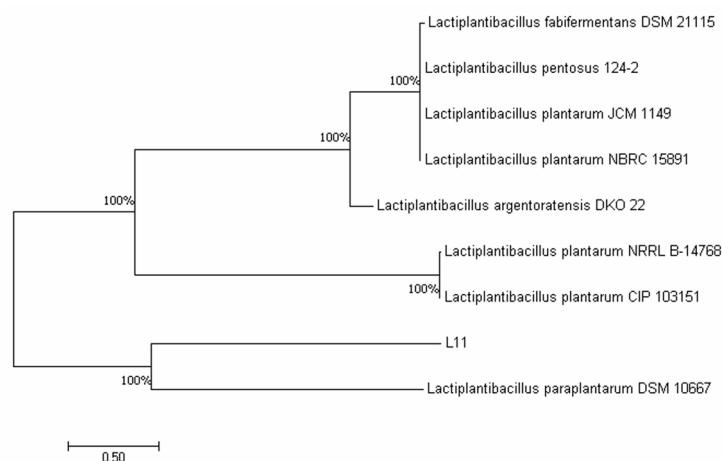 Lactiplantibacillus fabifermentans DSM 21115
Lactiplantibacillus pentosus 124-2
100%
Lactiplantibacillus plantarum JCM 1149
100%
Lactiplantibacillus plantarum NBRC 15891
100%
Lactiplantibacillus argentoratensis DKO 22
Lactiplantibacillus plantarum NRRL B-14768
100%
Lactiplantibacillus plantarum CIP 103151
L11
100%
Lactiplantibacillus paraplantarum DSM 10667
0.50